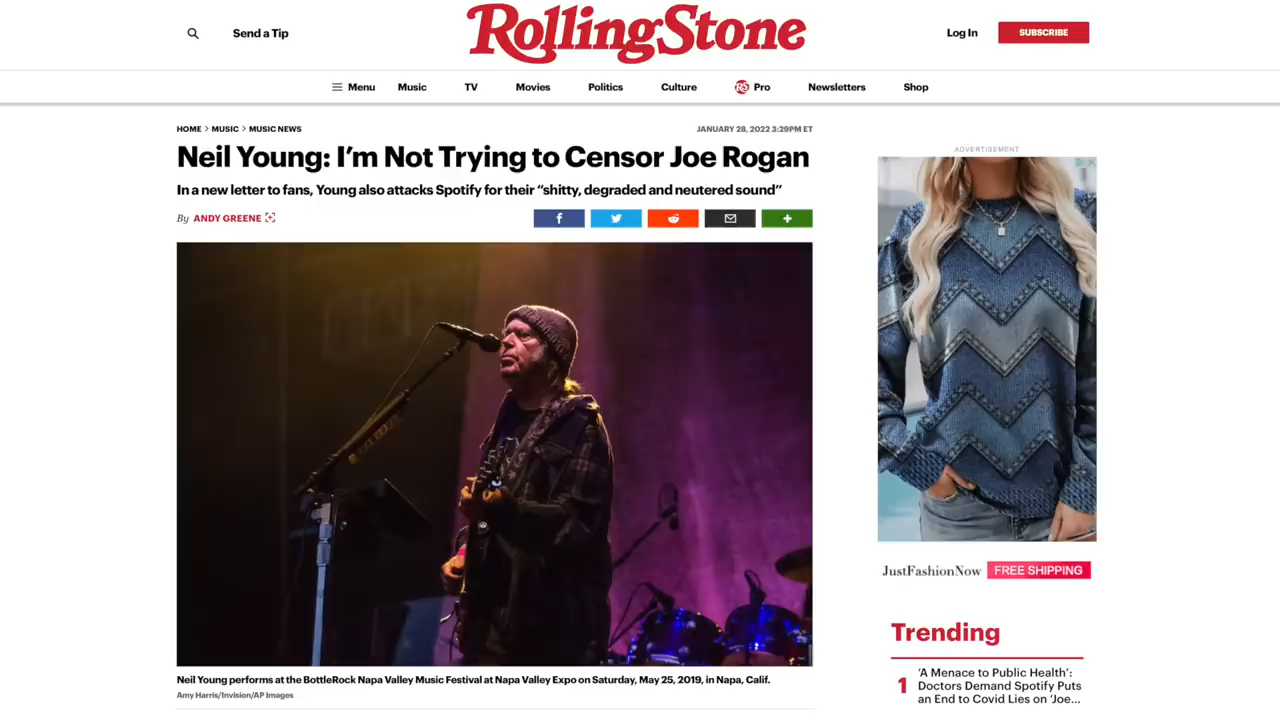 Send a Tip
RollingStone
Log In
SUBSCRIBE
Menu
Music
TV
Movies
Politics
Culture
RS Pro
Newsletters
Shop
HOME > MUSIC > MUSIC NEWS
JANUARY 28, 2022 3:29PM ET
Neil Young: I’m Not Trying to Censor Joe Rogan
In a new letter to fans, Young also attacks Spotify for their “shitty, degraded and neutered sound”
By ANDY GREENE
ADVERTISEMENT
JUSTFASHIONNOW
FREE SHIPPING
Neil Young performs at the BottleRock Napa Valley Music Festival at Napa Valley Expo on Saturday, May 25, 2019, in Napa, Calif.
Amy Harris/Invision/AP Images
Trending
1
‘A Menace to Public Health’:
Doctors Demand Spotify Puts
an End to Covid Lies on ‘Joe...